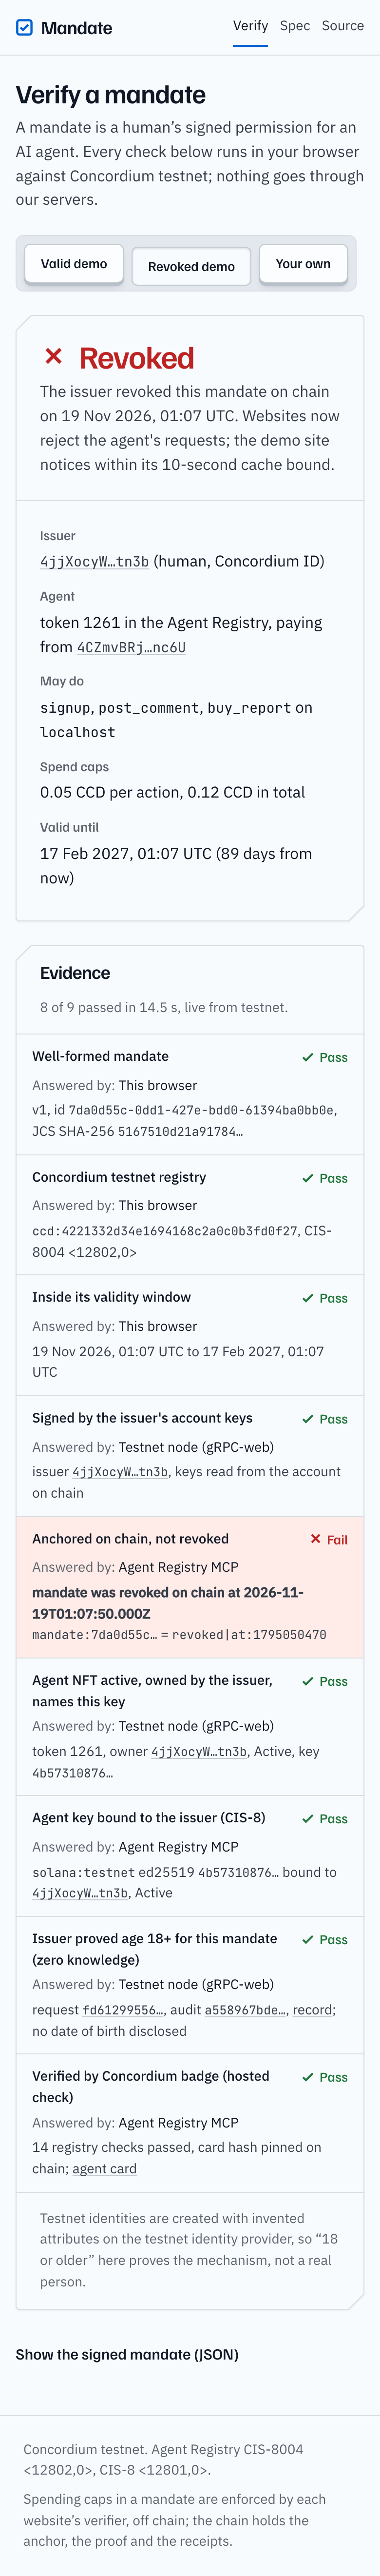 Mandate
Verify Spec Source
Verify a mandate
A mandate is a human’s signed permission for an
AI agent. Every check below runs in your browser
against Concordium testnet; nothing goes through
our servers.
Valid demo
Revoked demo
Your own
✕ Revoked
The issuer revoked this mandate on chain
on 19 Nov 2026, 01:07 UTC. Websites now
reject the agent's requests; the demo site
notices within its 10-second cache bound.
Issuer
4jjXocyW…tn3b (human, Concordium ID)
Agent
token 1261 in the Agent Registry, paying
from 4CZmvBRj…nc6U
May do
signup, post_comment, buy_report on
localhost
Spend caps
0.05 CCD per action, 0.12 CCD in total
Valid until
17 Feb 2027, 01:07 UTC (89 days from
now)
Evidence
8 of 9 passed in 14.5 s, live from testnet.
Well-formed mandate ✓ Pass
Answered by: This browser
v1, id 7da0d55c-0dd1-427e-bdd0-61394ba0bb0e,
JCS SHA-256 5167510d21a91784…
Concordium testnet registry ✓ Pass
Answered by: This browser
ccd:4221332d34e1694168c2a0c0b3fd0f27, CIS-
8004 <12802,0>
Inside its validity window ✓ Pass
Answered by: This browser
19 Nov 2026, 01:07 UTC to 17 Feb 2027, 01:07
UTC
Signed by the issuer's account keys ✓ Pass
Answered by: Testnet node (gRPC-web)
issuer 4jjXocyW…tn3b, keys read from the account
on chain
Anchored on chain, not revoked ✕ Fail
Answered by: Agent Registry MCP
mandate was revoked on chain at 2026-11-
19T01:07:50.000Z
mandate:7da0d55c… = revoked|at:1795050470
Agent NFT active, owned by the issuer, ✓ Pass
names this key
Answered by: Testnet node (gRPC-web)
token 1261, owner 4jjXocyW…tn3b, Active, key
4b57310876…
Agent key bound to the issuer (CIS-8) ✓ Pass
Answered by: Agent Registry MCP
solana:testnet ed25519 4b57310876… bound to
4jjXocyW…tn3b, Active
Issuer proved age 18+ for this mandate ✓ Pass
(zero knowledge)
Answered by: Testnet node (gRPC-web)
request fd61299556…, audit a558967bde…, record;
no date of birth disclosed
Verified by Concordium badge (hosted ✓ Pass
check)
Answered by: Agent Registry MCP
14 registry checks passed, card hash pinned on
chain; agent card
Testnet identities are created with invented
attributes on the testnet identity provider, so “18
or older” here proves the mechanism, not a real
person.
Show the signed mandate (JSON)
Concordium testnet. Agent Registry CIS-8004
<12802,0>, CIS-8 <12801,0>.
Spending caps in a mandate are enforced by each
website’s verifier, off chain; the chain holds the
anchor, the proof and the receipts.